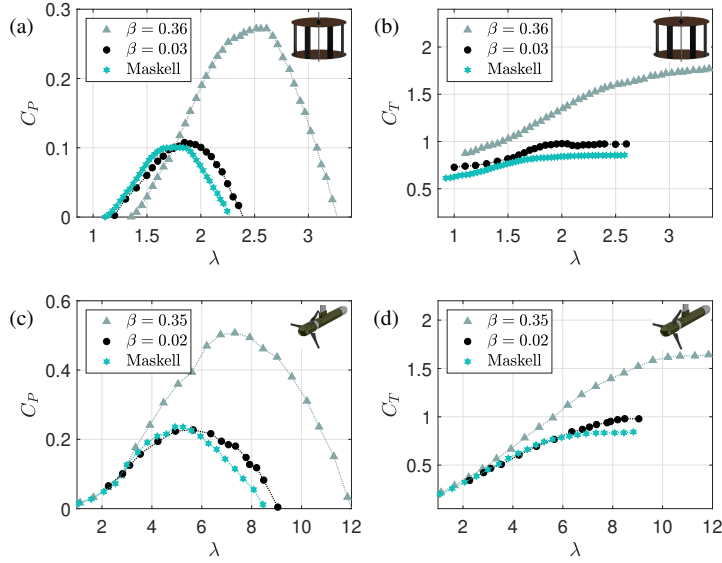 (a)
0.3
0.2
0.1
0
C_P
β = 0.36
β = 0.03
Maskell
1 1.5 2 2.5 3
λ
(b)
2
1.5
1
0.5
C_T
β = 0.36
β = 0.03
Maskell
1 1.5 2 2.5 3
λ
(c)
0.6
0.4
0.2
0
C_P
β = 0.35
β = 0.02
Maskell
2 4 6 8 10 12
λ
(d)
2
1.5
1
0.5
C_T
β = 0.35
β = 0.02
Maskell
2 4 6 8 10 12
λ